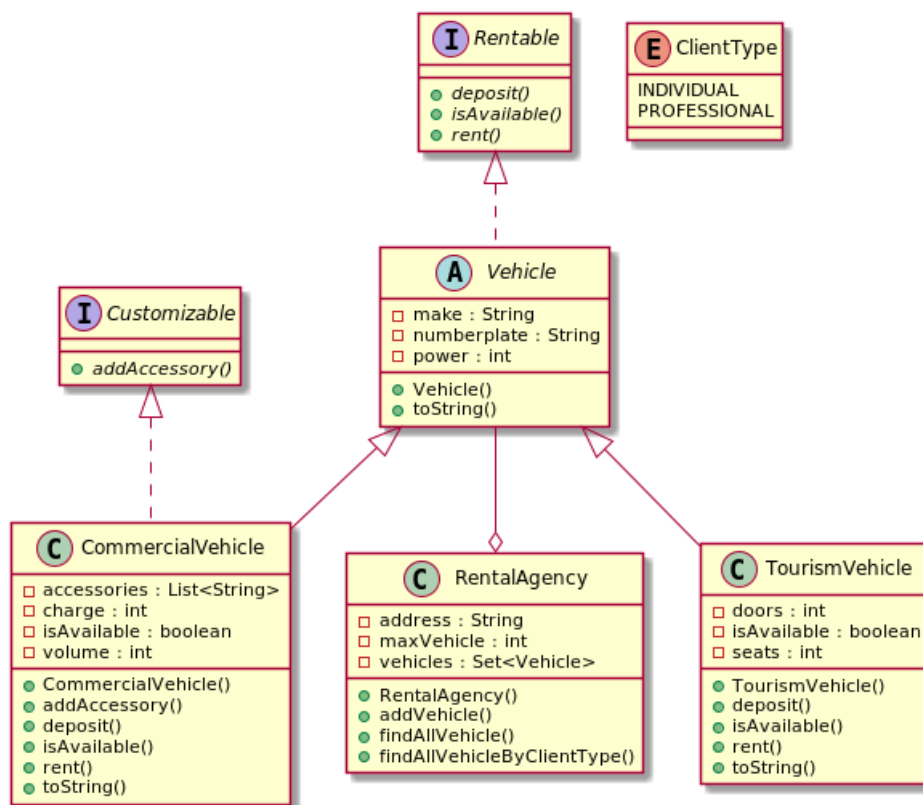 I Rentable
deposit()
isAvailable()
rent()
E ClientType
INDIVIDUAL
PROFESSIONAL
A Vehicle
make : String
numberplate : String
power : int
Vehicle()
toString()
I Customizable
addAccessory()
C CommercialVehicle
accessories : List<String>
charge : int
isAvailable : boolean
volume : int
CommercialVehicle()
addAccessory()
deposit()
isAvailable()
rent()
toString()
C RentalAgency
address : String
maxVehicle : int
vehicles : Set<Vehicle>
RentalAgency()
addVehicle()
findAllVehicle()
findAllVehicleByClientType()
C TourismVehicle
doors : int
isAvailable : boolean
seats : int
TourismVehicle()
deposit()
isAvailable()
rent()
toString()